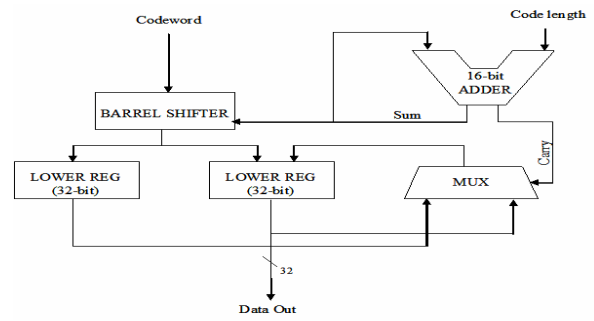 Codeword
Code length
16-bit
ADDER
BARREL SHIFTER
Sum
Carry
LOWER REG
(32-bit)
LOWER REG
(32-bit)
MUX
32
Data Out